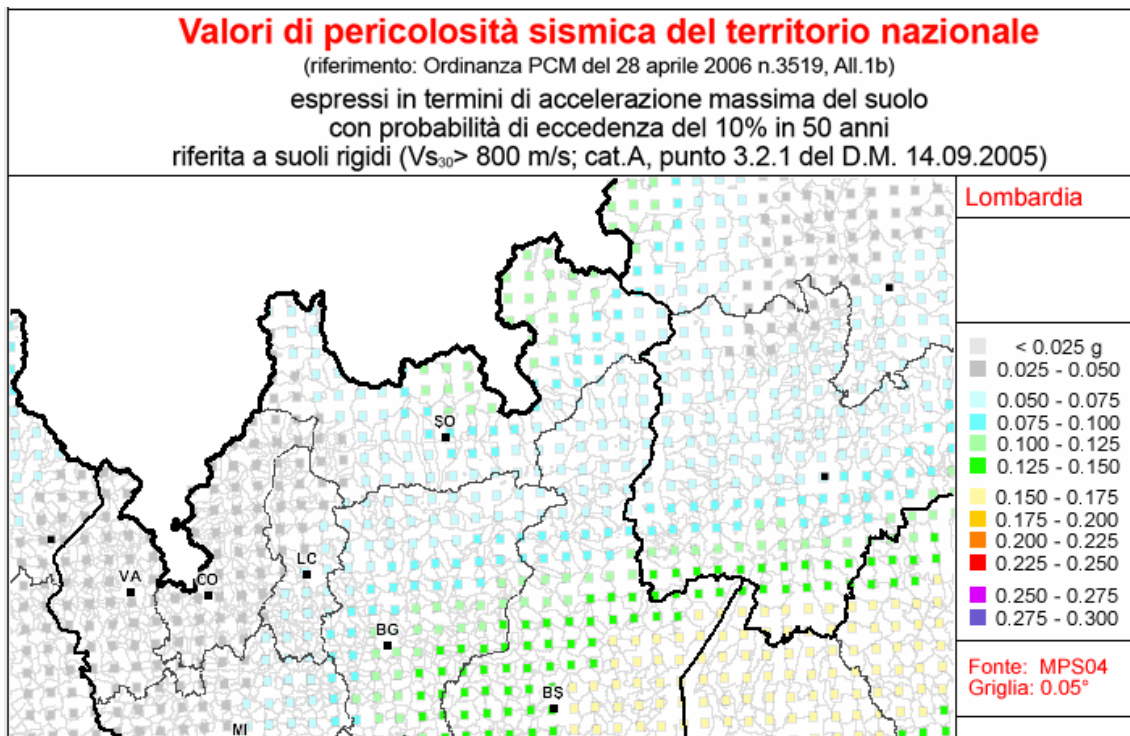 Valori di pericolosità sismica del territorio nazionale
(riferimento: Ordinanza PCM del 28 aprile 2006 n.3519, All.1b)
espressi in termini di accelerazione massima del suolo
con probabilità di eccedenza del 10% in 50 anni
riferita a suoli rigidi (Vs₃₀> 800 m/s; cat.A, punto 3.2.1 del D.M. 14.09.2005)
Lombardia
SO
LC
VA
CO
BG
BS
MI
< 0.025 g
0.025 - 0.050
0.050 - 0.075
0.075 - 0.100
0.100 - 0.125
0.125 - 0.150
0.150 - 0.175
0.175 - 0.200
0.200 - 0.225
0.225 - 0.250
0.250 - 0.275
0.275 - 0.300
Fonte: MPS04
Griglia: 0.05°